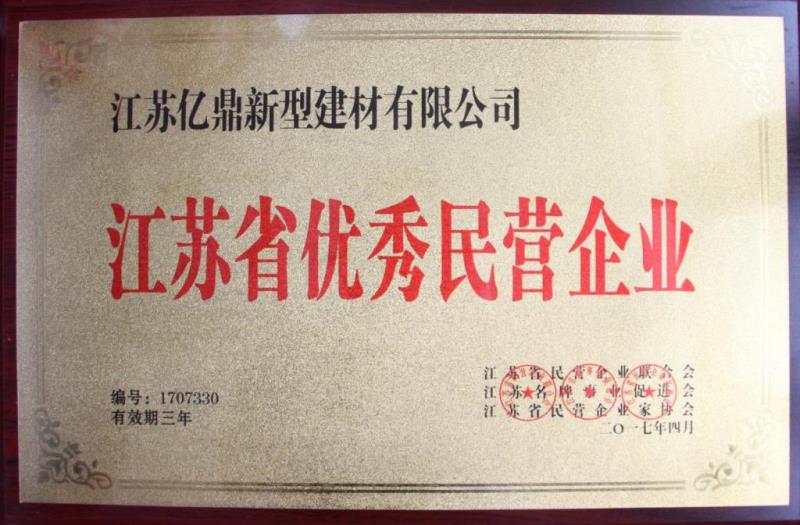 江苏亿鼎新型建材有限公司
江苏省优秀民营企业
编号：1707330
有效期三年
江苏省民营企业联合会
江苏名牌事业促进会
江苏省民营企业家协会
二〇一七年四月